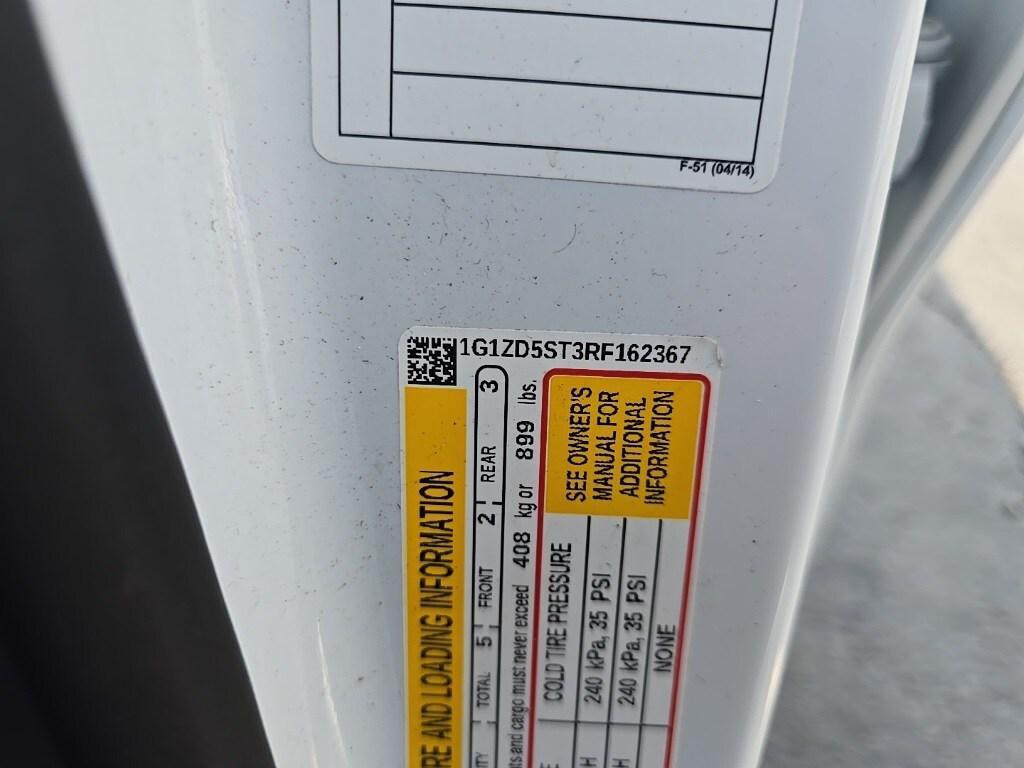 F-51 (04/14)
1G1ZD5ST3RF162367
RE AND LOADING INFORMATION
ITY TOTAL 5 FRONT 2 REAR 3
ts and cargo must never exceed 408 kg or 899 lbs.
E COLD TIRE PRESSURE
H 240 kPa, 35 PSI
H 240 kPa, 35 PSI
NONE
SEE OWNER'S
MANUAL FOR
ADDITIONAL
INFORMATION